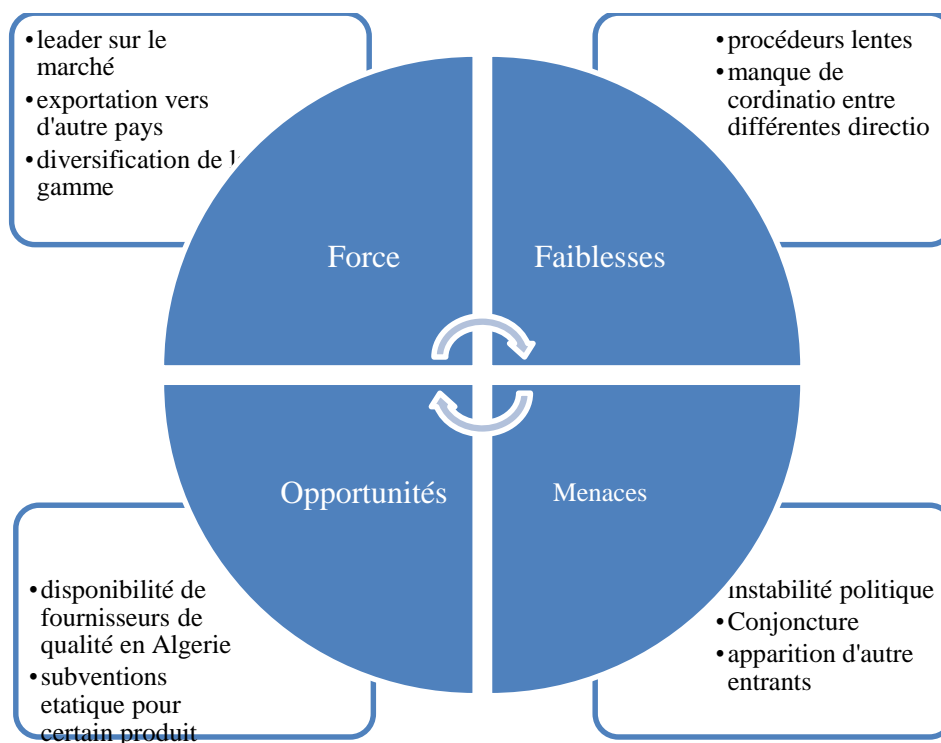 •leader sur le
marché
•exportation vers
d'autre pays
•diversification de l
gamme
•procédeurs lentes
•manque de
cordinatio entre
différentes directio
Force
Faiblesses
Opportunités
Menaces
•disponibilité de
fournisseurs de
qualité en Algerie
•subventions
etatique pour
certain produit
instabilité politique
•Conjoncture
•apparition d'autre
entrants